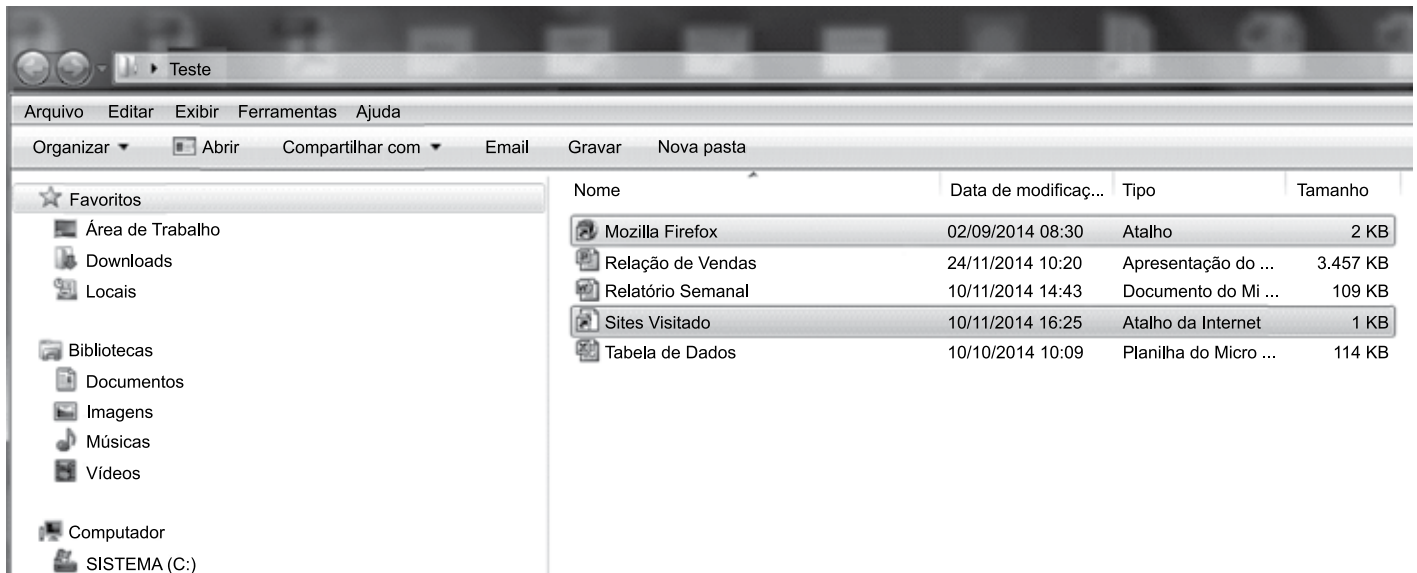 Teste
Arquivo Editar Exibir Ferramentas Ajuda
Organizar Abrir Compartilhar com Email Gravar Nova pasta
Favoritos
Área de Trabalho
Downloads
Locais
Bibliotecas
Documentos
Imagens
Músicas
Vídeos
Computador
SISTEMA (C:)
Nome Data de modificaç... Tipo Tamanho
Mozilla Firefox 02/09/2014 08:30 Atalho 2 KB
Relação de Vendas 24/11/2014 10:20 Apresentação do ... 3.457 KB
Relatório Semanal 10/11/2014 14:43 Documento do Mi ... 109 KB
Sites Visitado 10/11/2014 16:25 Atalho da Internet 1 KB
Tabela de Dados 10/10/2014 10:09 Planilha do Micro ... 114 KB